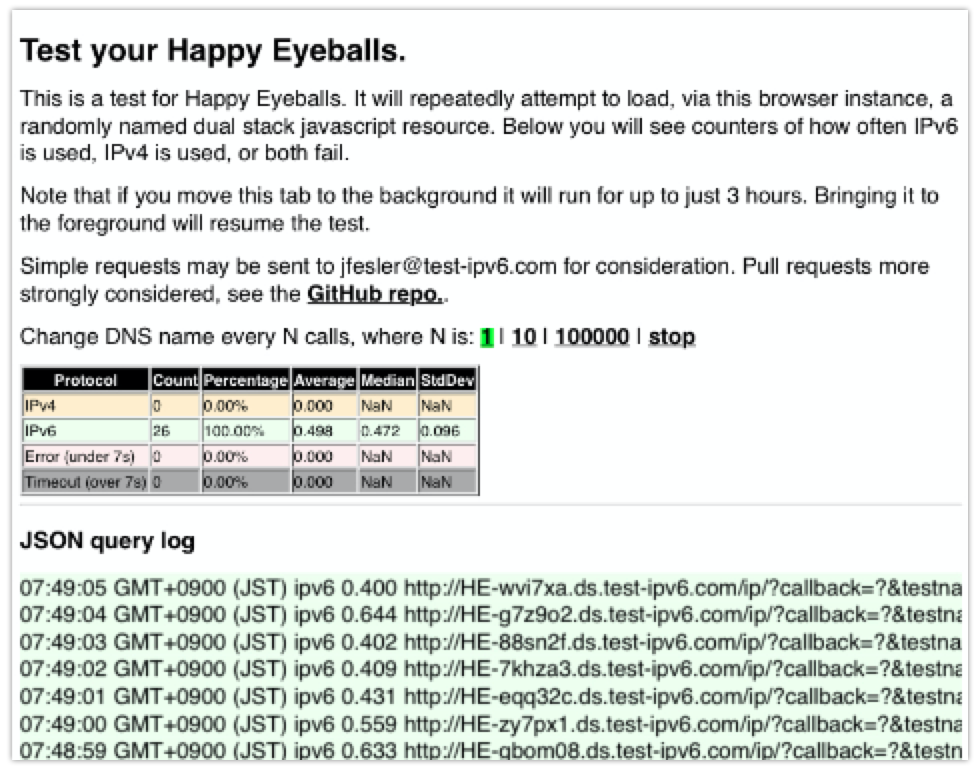 Test your Happy Eyeballs.
This is a test for Happy Eyeballs. It will repeatedly attempt to load, via this browser instance, a
randomly named dual stack javascript resource. Below you will see counters of how often IPv6
is used, IPv4 is used, or both fail.
Note that if you move this tab to the background it will run for up to just 3 hours. Bringing it to
the foreground will resume the test.
Simple requests may be sent to jfesler@test-ipv6.com for consideration. Pull requests more
strongly considered, see the GitHub repo..
Change DNS name every N calls, where N is: 1 | 10 | 100000 | stop
Protocol Count Percentage Average Median StdDev
IPv4 0 0.00% 0.000 NaN NaN
IPv6 26 100.00% 0.498 0.472 0.096
Error (under 7s) 0 0.00% 0.000 NaN NaN
Timeout (over 7s) 0 0.00% 0.000 NaN NaN
JSON query log
07:49:05 GMT+0900 (JST) ipv6 0.400 http://HE-wvi7xa.ds.test-ipv6.com/ip/?callback=?&testna
07:49:04 GMT+0900 (JST) ipv6 0.644 http://HE-g7z9o2.ds.test-ipv6.com/ip/?callback=?&testna
07:49:03 GMT+0900 (JST) ipv6 0.402 http://HE-88sn2f.ds.test-ipv6.com/ip/?callback=?&testna
07:49:02 GMT+0900 (JST) ipv6 0.409 http://HE-7khza3.ds.test-ipv6.com/ip/?callback=?&testna
07:49:01 GMT+0900 (JST) ipv6 0.431 http://HE-eqq32c.ds.test-ipv6.com/ip/?callback=?&testna
07:49:00 GMT+0900 (JST) ipv6 0.559 http://HE-zy7px1.ds.test-ipv6.com/ip/?callback=?&testna
07:48:59 GMT+0900 (JST) ipv6 0.633 http://HE-gbom08.ds.test-ipv6.com/ip/?callback=?&testn